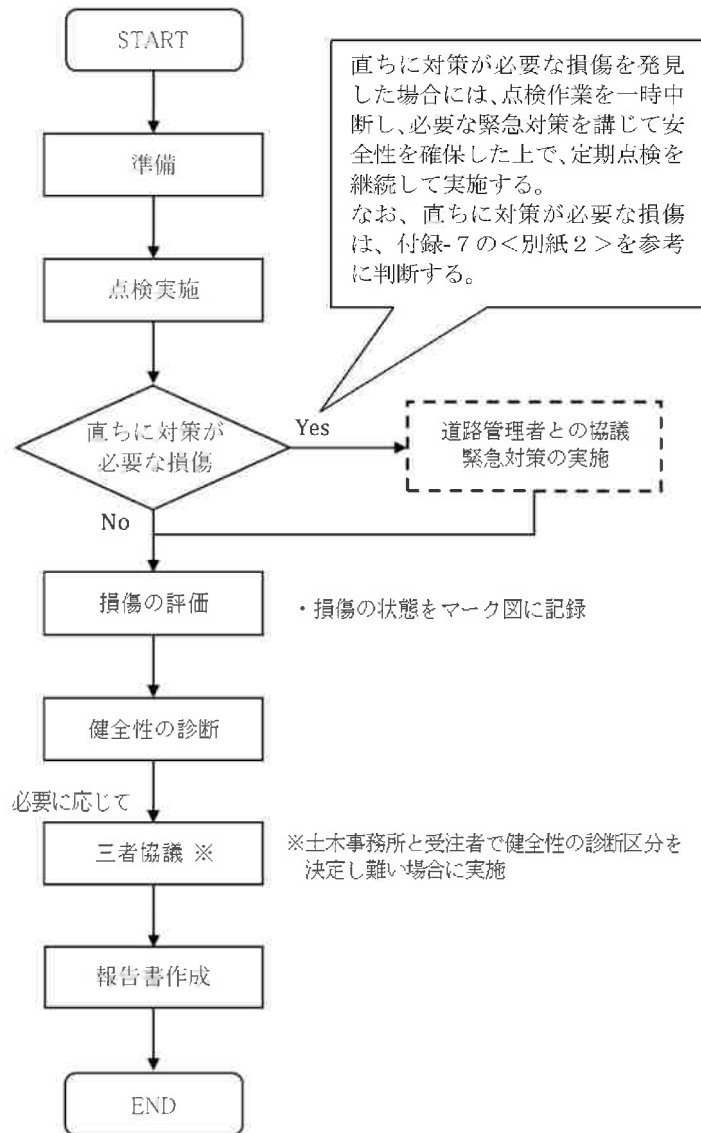 START
直ちに対策が必要な損傷を発見
した場合には、点検作業を一時中
断し、必要な緊急対策を講じて安
全性を確保した上で、定期点検を
継続して実施する。
なお、直ちに対策が必要な損傷
は、付録-7の<別紙2>を参考
に判断する。
準備
点検実施
直ちに対策が
必要な損傷
Yes
道路管理者との協議
緊急対策の実施
No
損傷の評価
・損傷の状態をマーク図に記録
健全性の診断
必要に応じて
三者協議 ※
※土木事務所と受注者で健全性の診断区分を
決定し難い場合に実施
報告書作成
END